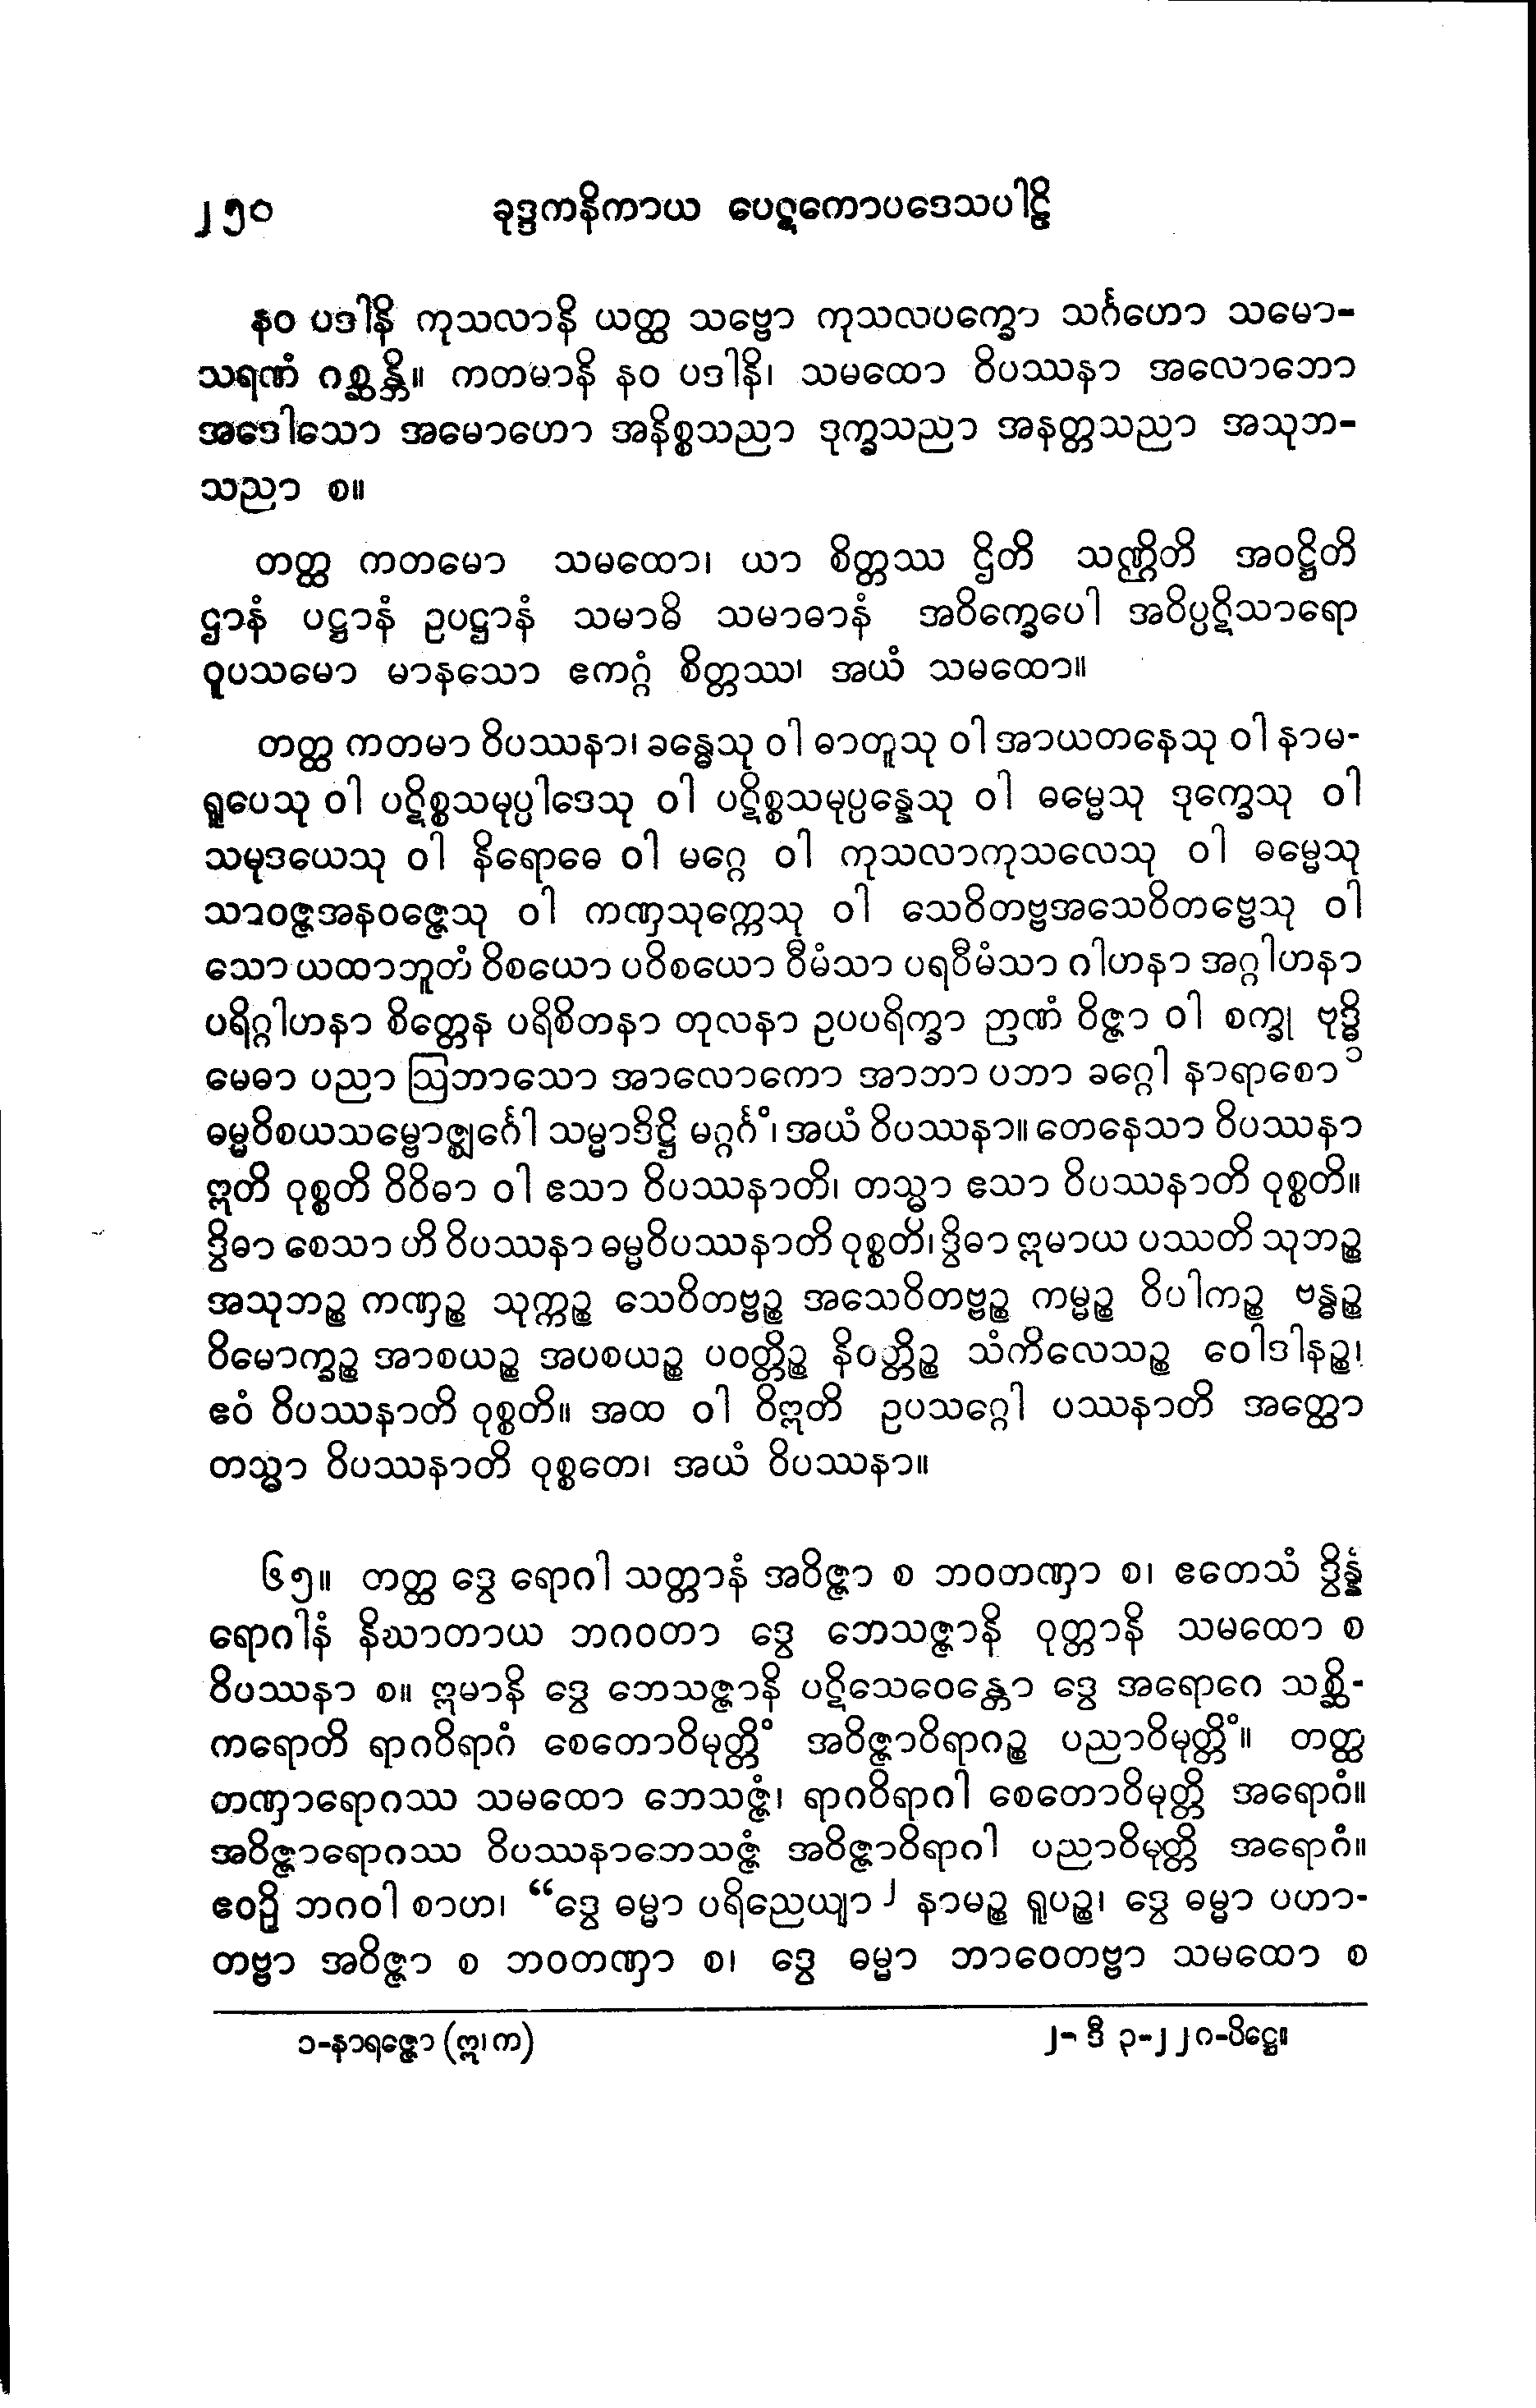 ၂၅၀ ခုဒ္ဒကနိကာယ ပေဋကောပဒေသပါဠိ
နဝ ပဒါနိ ကုသလာနိ ယတ္ထ သဗ္ဗော ကုသလပက္ခော သင်္ဂဟော သမော-
သရဏံ ဂစ္ဆန္တိ။ ကတမာနိ နဝ ပဒါနိ၊ သမထော ဝိပဿနာ အလောဘော
အဒေါသော အမောဟော အနိစ္စသညာ ဒုက္ခသညာ အနတ္တသညာ အသုဘ-
သညာ စ။
တတ္ထ ကတမော သမထော၊ ယာ စိတ္တဿ ဌိတိ သဏ္ဌိတိ အဝဋ္ဌိတိ
ဌာနံ ပဋ္ဌာနံ ဥပဋ္ဌာနံ သမာဓိ သမာဓာနံ အဝိက္ခေပေါ အဝိပ္ပဋိသာရော
ဝူပသမော မာနသော ဧကဂ္ဂံ စိတ္တဿ၊ အယံ သမထော။
တတ္ထ ကတမာ ဝိပဿနာ၊ ခန္ဓေသု ဝါ ဓာတူသု ဝါ အာယတနေသု ဝါ နာမ-
ရူပေသု ဝါ ပဋိစ္စသမုပ္ပါဒေသု ဝါ ပဋိစ္စသမုပ္ပန္နေသု ဝါ ဓမ္မေသု ဒုက္ခေသု ဝါ
သမုဒယေသု ဝါ နိရောဓေ ဝါ မဂ္ဂေ ဝါ ကုသလာကုသလေသု ဝါ ဓမ္မေသု
သာဝဇ္ဇအနဝဇ္ဇေသု ဝါ ကဏှသုက္ကေသု ဝါ သေဝိတဗ္ဗအသေဝိတဗ္ဗေသု ဝါ
သော ယထာဘူတံ ဝိစယော ပဝိစယော ဝီမံသာ ပရဝီမံသာ ဂါဟနာ အဂ္ဂါဟနာ
ပရိဂ္ဂါဟနာ စိတ္တေန ပရိစိတနာ တုလနာ ဥပပရိက္ခာ ဉာဏံ ဝိဇ္ဇာ ဝါ စက္ခု ဗုဒ္ဓိ
မေဓာ ပညာ ဩဘာသော အာလောကော အာဘာ ပဘာ ခဂ္ဂေါ နာရာစော၁
ဓမ္မဝိစယသမ္ဗောဇ္ဈင်္ဂေါ သမ္မာဒိဋ္ဌိ မဂ္ဂင်္ဂံ၊ အယံ ဝိပဿနာ။ တေနေသာ ဝိပဿနာ
ဣတိ ဝုစ္စတိ ဝိဝိဓာ ဝါ ဧသာ ဝိပဿနာတိ၊ တသ္မာ ဧသာ ဝိပဿနာတိ ဝုစ္စတိ။
ဒွိဓာ စေသာ ဟိ ဝိပဿနာ ဓမ္မဝိပဿနာတိ ဝုစ္စတိ၊ ဒွိဓာ ဣမာယ ပဿတိ သုဘဉ္စ
အသုဘဉ္စ ကဏှဉ္စ သုက္ကဉ္စ သေဝိတဗ္ဗဉ္စ အသေဝိတဗ္ဗဉ္စ ကမ္မဉ္စ ဝိပါကဉ္စ ဗန္ဓဉ္စ
ဝိမောက္ခဉ္စ အာစယဉ္စ အပစယဉ္စ ပဝတ္တိဉ္စ နိဝတ္တိဉ္စ သံကိလေသဉ္စ ဝေါဒါနဉ္စ၊
ဧဝံ ဝိပဿနာတိ ဝုစ္စတိ။ အထ ဝါ ဝိဣတိ ဥပသဂ္ဂေါ ပဿနာတိ အတ္ထော
တသ္မာ ဝိပဿနာတိ ဝုစ္စတေ၊ အယံ ဝိပဿနာ။
၆၅။ တတ္ထ ဒွေ ရောဂါ သတ္တာနံ အဝိဇ္ဇာ စ ဘဝတဏှာ စ၊ ဧတေသံ ဒွိန္နံ
ရောဂါနံ နိဃာတာယ ဘဂဝတာ ဒွေ ဘေသဇ္ဇာနိ ဝုတ္တာနိ သမထော စ
ဝိပဿနာ စ။ ဣမာနိ ဒွေ ဘေသဇ္ဇာနိ ပဋိသေဝေန္တော ဒွေ အရောဂေ သစ္ဆိ-
ကရောတိ ရာဂဝိရာဂံ စေတောဝိမုတ္တိံ အဝိဇ္ဇာဝိရာဂဉ္စ ပညာဝိမုတ္တိံ။ တတ္ထ
တဏှာရောဂဿ သမထော ဘေသဇ္ဇံ၊ ရာဂဝိရာဂါ စေတောဝိမုတ္တိ အရောဂံ။
အဝိဇ္ဇာရောဂဿ ဝိပဿနာဘေသဇ္ဇံ အဝိဇ္ဇာဝိရာဂါ ပညာဝိမုတ္တိ အရောဂံ။
ဧဝဉှိ ဘဂဝါ စာဟ၊ “ဒွေ ဓမ္မာ ပရိညေယျာ၂ နာမဉ္စ ရူပဉ္စ၊ ဒွေ ဓမ္မာ ပဟာ-
တဗ္ဗာ အဝိဇ္ဇာ စ ဘဝတဏှာ စ၊ ဒွေ ဓမ္မာ ဘာဝေတဗ္ဗာ သမထော စ
၁-နာရဇ္ဇော (ဣ၊ က) ၂-ဒီ ၃-၂၂၈-ပိဋ္ဌေ။